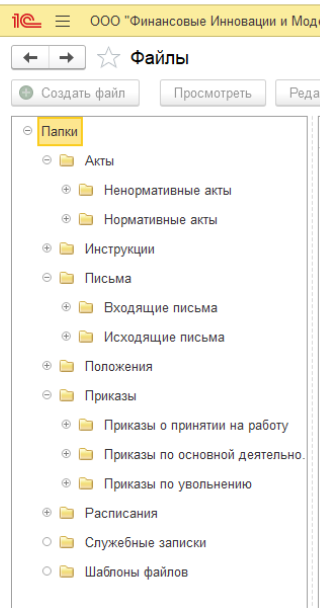 1С ООО "Финансовые Инновации и Мод
Файлы
Создать файл Просмотреть Реда
Папки
Акты
Ненормативные акты
Нормативные акты
Инструкции
Письма
Входящие письма
Исходящие письма
Положения
Приказы
Приказы о принятии на работу
Приказы по основной деятельно.
Приказы по увольнению
Расписания
Служебные записки
Шаблоны файлов